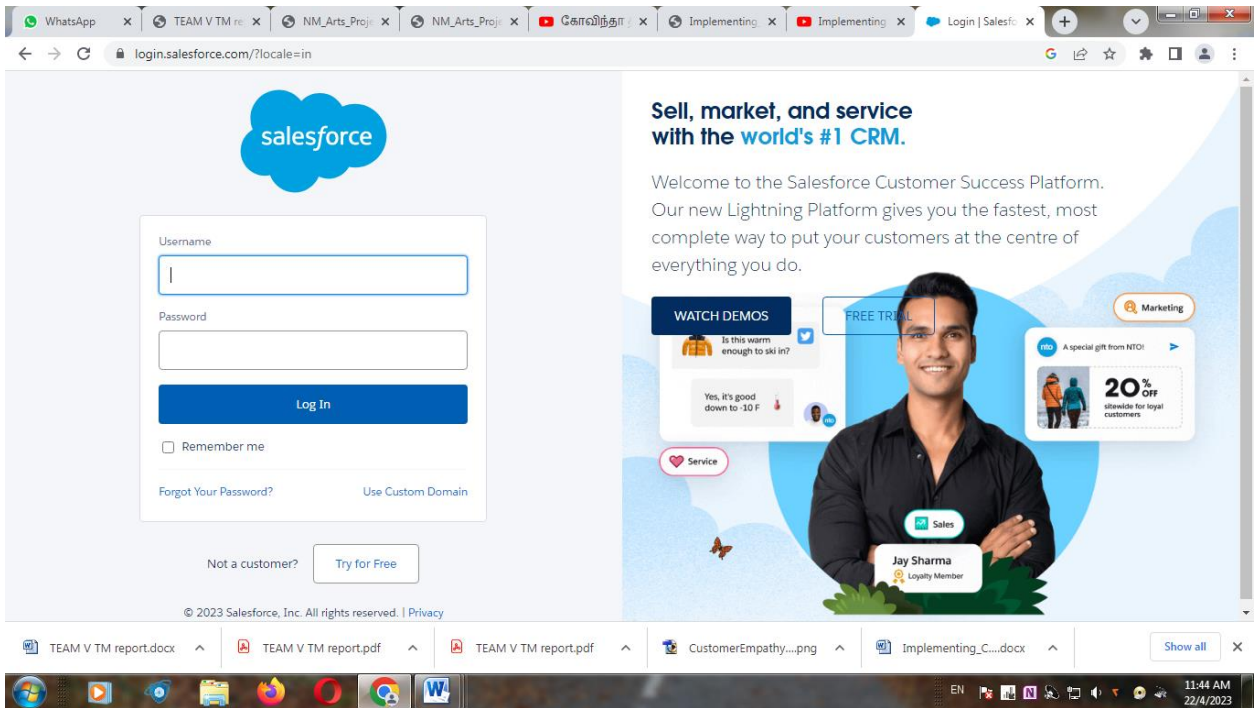 WhatsApp
TEAM V TM re
NM_Arts_Proje
NM_Arts_Proje
கோவிந்தா
Implementing
Implementing
Login | Salesfo
login.salesforce.com/?locale=in
salesforce
Username
Password
Log In
Remember me
Forgot Your Password? Use Custom Domain
Not a customer? Try for Free
© 2023 Salesforce, Inc. All rights reserved. | Privacy
Sell, market, and service
with the world's #1 CRM.
Welcome to the Salesforce Customer Success Platform.
Our new Lightning Platform gives you the fastest, most
complete way to put your customers at the centre of
everything you do.
WATCH DEMOS FREE TRIAL
Is this warm
enough to ski in?
Yes, it's good
down to -10 F
nto
Service
Marketing
nto A special gift from NTO!
20% OFF
sitewide for loyal
customers
Sales
Jay Sharma
Loyalty Member
TEAM V TM report.docx
TEAM V TM report.pdf
TEAM V TM report.pdf
CustomerEmpathy....png
Implementing_C....docx
Show all
EN
11:44 AM
22/4/2023